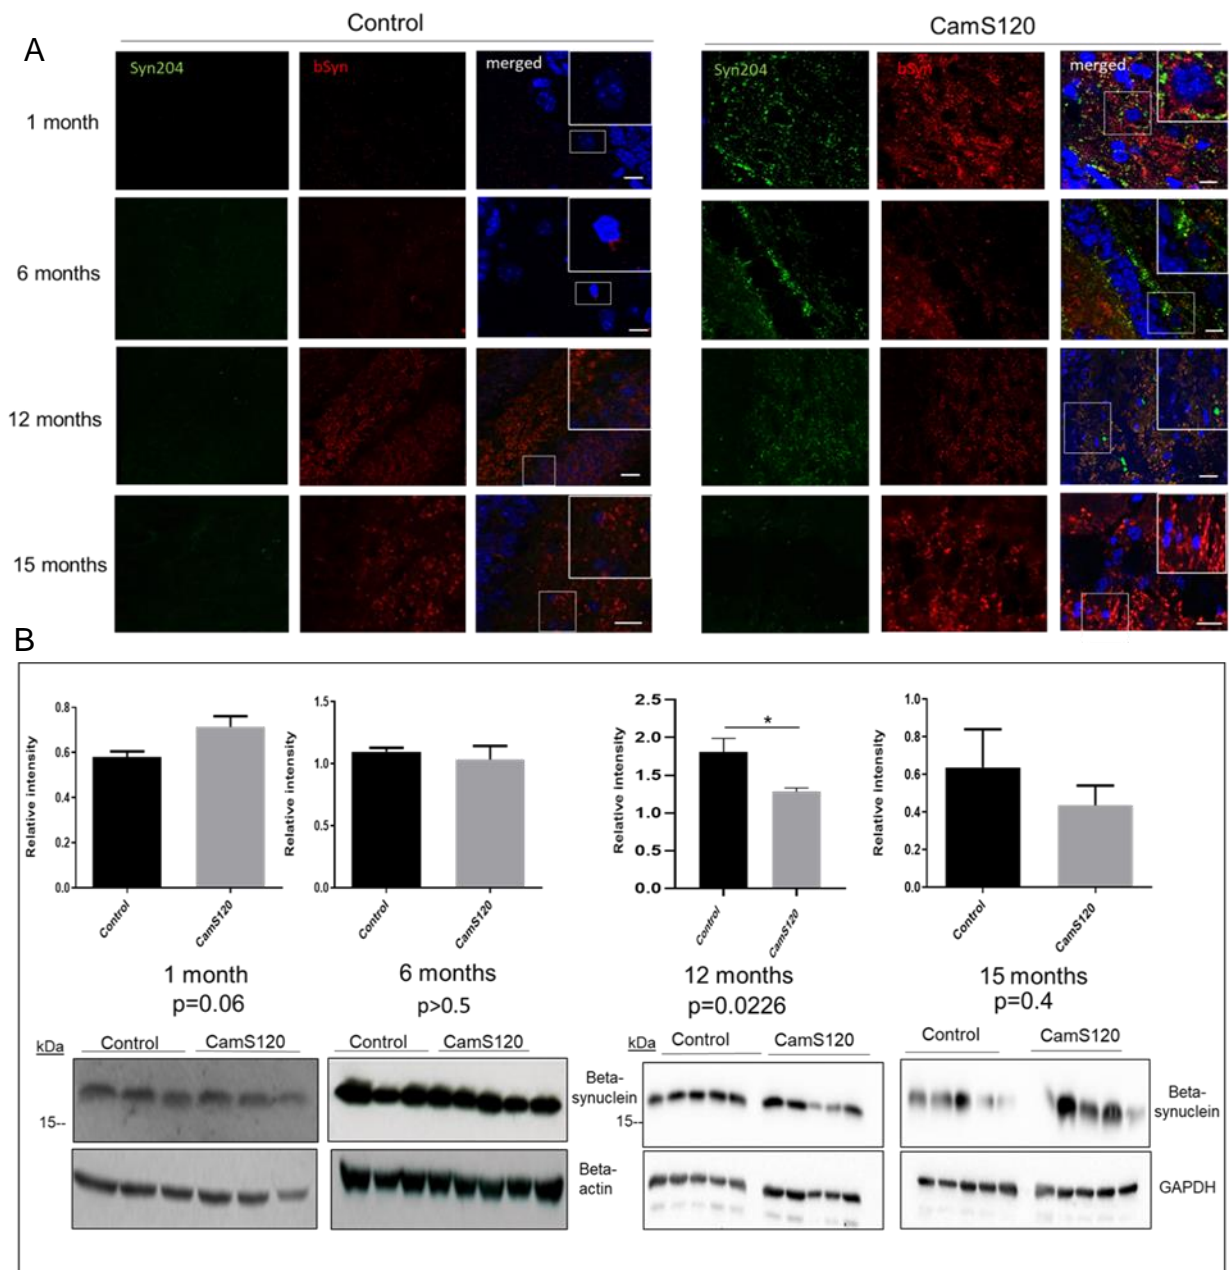 A
Control
CamS120
Syn204 bSyn merged
Syn204 bSyn merged
1 month
6 months
12 months
15 months
B
Relative intensity
0.8
0.6
0.4
0.2
0.0
Control
CamS120
1 month
p=0.06
Relative intensity
1.5
1.0
0.5
0.0
Control
CamS120
6 months
p>0.5
Relative intensity
2.5
2.0
1.5
1.0
0.5
0.0
*
Control
CamS120
12 months
p=0.0226
Relative intensity
1.0
0.8
0.6
0.4
0.2
0.0
Control
CamS120
15 months
p=0.4
kDa
Control CamS120
15--
Control CamS120
Beta-
synuclein
Beta-
actin
kDa
Control CamS120
15--
Control CamS120
Beta-
synuclein
GAPDH